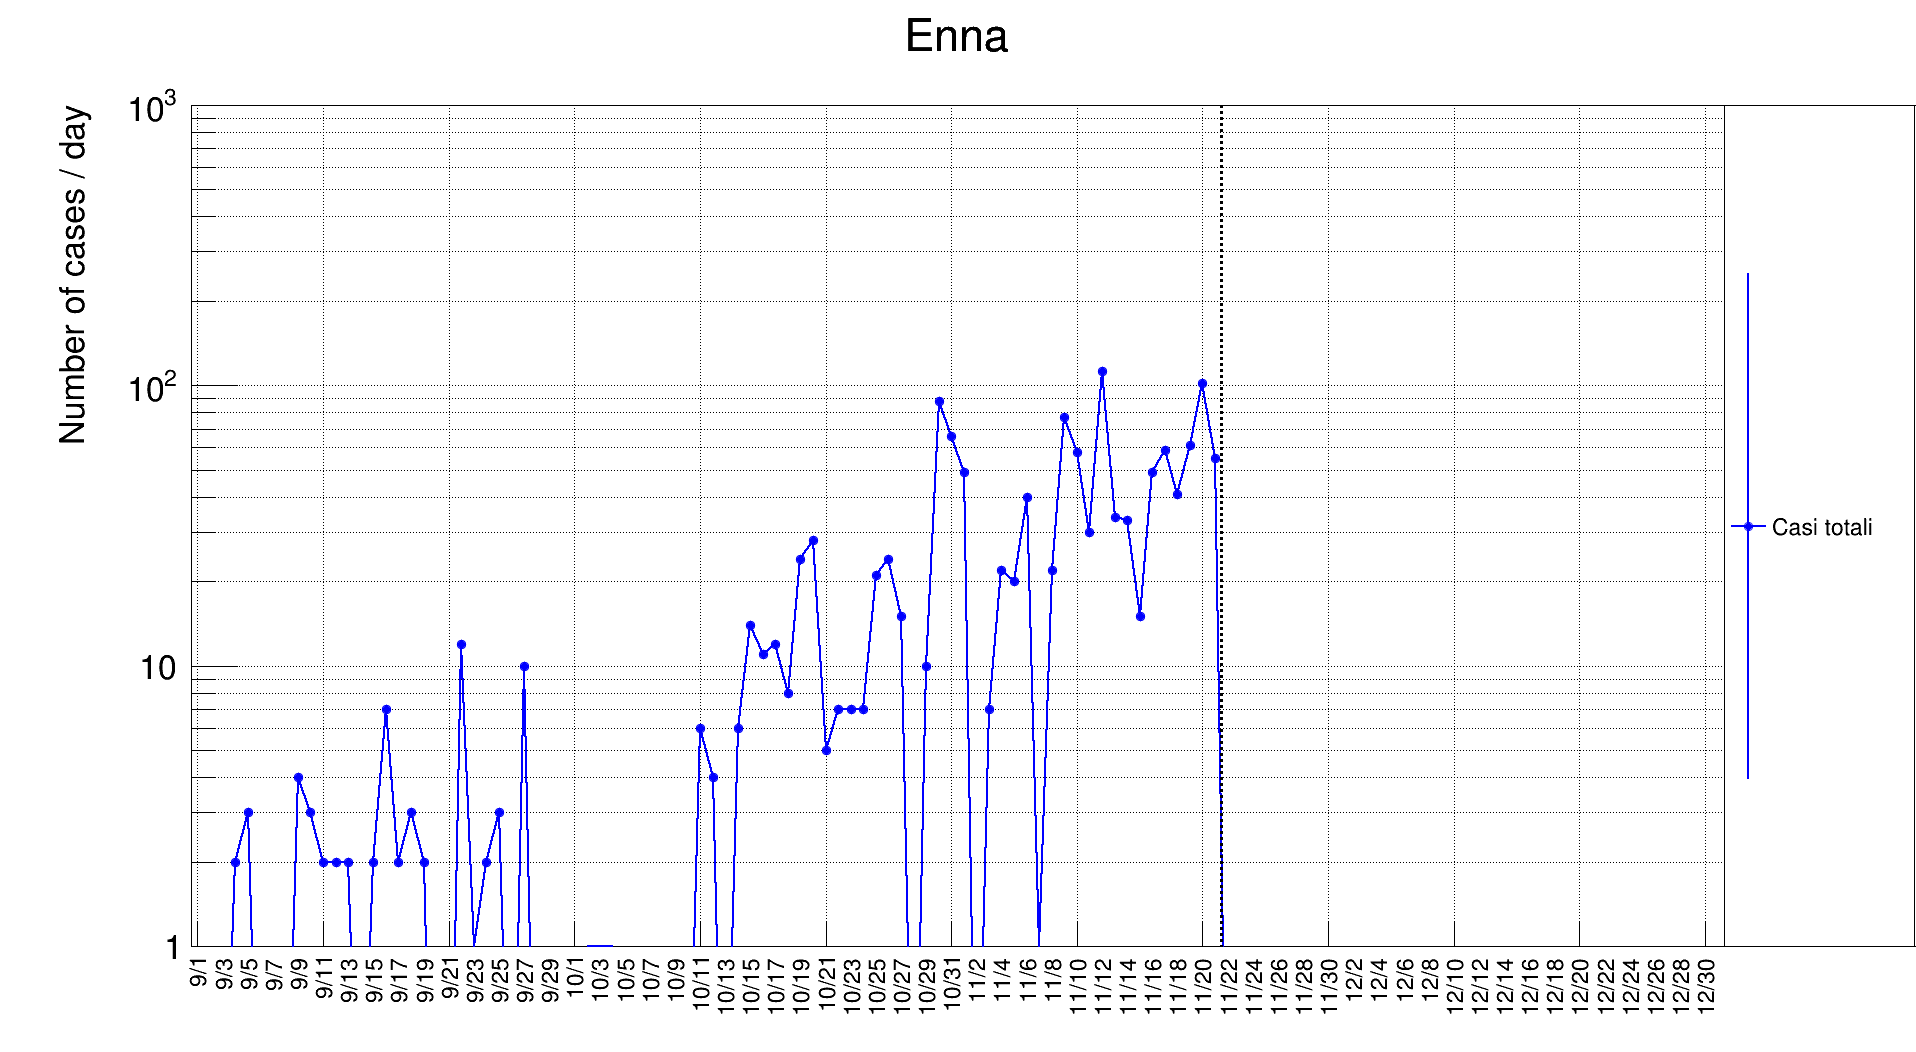 Enna
Number of cases / day
10³
10²
10
1
9/1 9/3 9/5 9/7 9/9 9/11 9/13 9/15 9/17 9/19 9/21 9/23 9/25 9/27 9/29 10/1 10/3 10/5 10/7 10/9 10/11 10/13 10/15 10/17 10/19 10/21 10/23 10/25 10/27 10/29 10/31 11/2 11/4 11/6 11/8 11/10 11/12 11/14 11/16 11/18 11/20 11/22 11/24 11/26 11/28 11/30 12/2 12/4 12/6 12/8 12/10 12/12 12/14 12/16 12/18 12/20 12/22 12/24 12/26 12/28 12/30
Casi totali